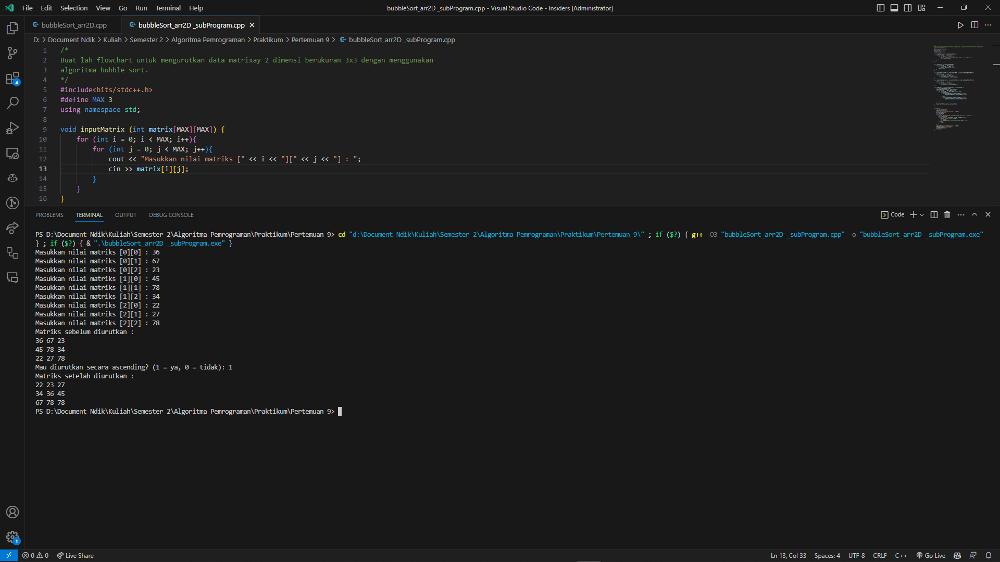 File Edit Selection View Go Run Terminal Help
bubbleSort_arr2D _subProgram.cpp - Visual Studio Code - Insiders [Administrator]
bubbleSort_arr2D.cpp
bubbleSort_arr2D _subProgram.cpp
D: > Document Ndik > Kuliah > Semester 2 > Algoritma Pemrograman > Praktikum > Pertemuan 9 > bubbleSort_arr2D _subProgram.cpp
1 /*
2 Buat lah flowchart untuk mengurutkan data matrixay 2 dimensi berukuran 3x3 dengan menggunakan
3 algoritma bubble sort.
4 */
5 #include<bits/stdc++.h>
6 #define MAX 3
7 using namespace std;
8
9 void inputMatrix (int matrix[MAX][MAX]) {
10     for (int i = 0; i < MAX; i++){
11         for (int j = 0; j < MAX; j++){
12             cout << "Masukkan nilai matriks [" << i << "][" << j << "] : ";
13             cin >> matrix[i][j];
14         }
15     }
16 }
4
PROBLEMS TERMINAL OUTPUT DEBUG CONSOLE
Code
PS D:\Document Ndik\Kuliah\Semester 2\Algoritma Pemrograman\Praktikum\Pertemuan 9> cd "d:\Document Ndik\Kuliah\Semester 2\Algoritma Pemrograman\Praktikum\Pertemuan 9\" ; if ($?) { g++ -O3 "bubbleSort_arr2D _subProgram.cpp" -o "bubbleSort_arr2D _subProgram.exe"
} ; if ($?) { & ".\bubbleSort_arr2D _subProgram.exe" }
Masukkan nilai matriks [0][0] : 36
Masukkan nilai matriks [0][1] : 67
Masukkan nilai matriks [0][2] : 23
Masukkan nilai matriks [1][0] : 45
Masukkan nilai matriks [1][1] : 78
Masukkan nilai matriks [1][2] : 34
Masukkan nilai matriks [2][0] : 22
Masukkan nilai matriks [2][1] : 27
Masukkan nilai matriks [2][2] : 78
Matriks sebelum diurutkan :
36 67 23
45 78 34
22 27 78
Mau diurutkan secara ascending? (1 = ya, 0 = tidak): 1
Matriks setelah diurutkan :
22 23 27
34 36 45
67 78 78
PS D:\Document Ndik\Kuliah\Semester 2\Algoritma Pemrograman\Praktikum\Pertemuan 9>
1
0 0 Live Share
Ln 13, Col 33 Spaces: 4 UTF-8 CRLF C++ Go Live